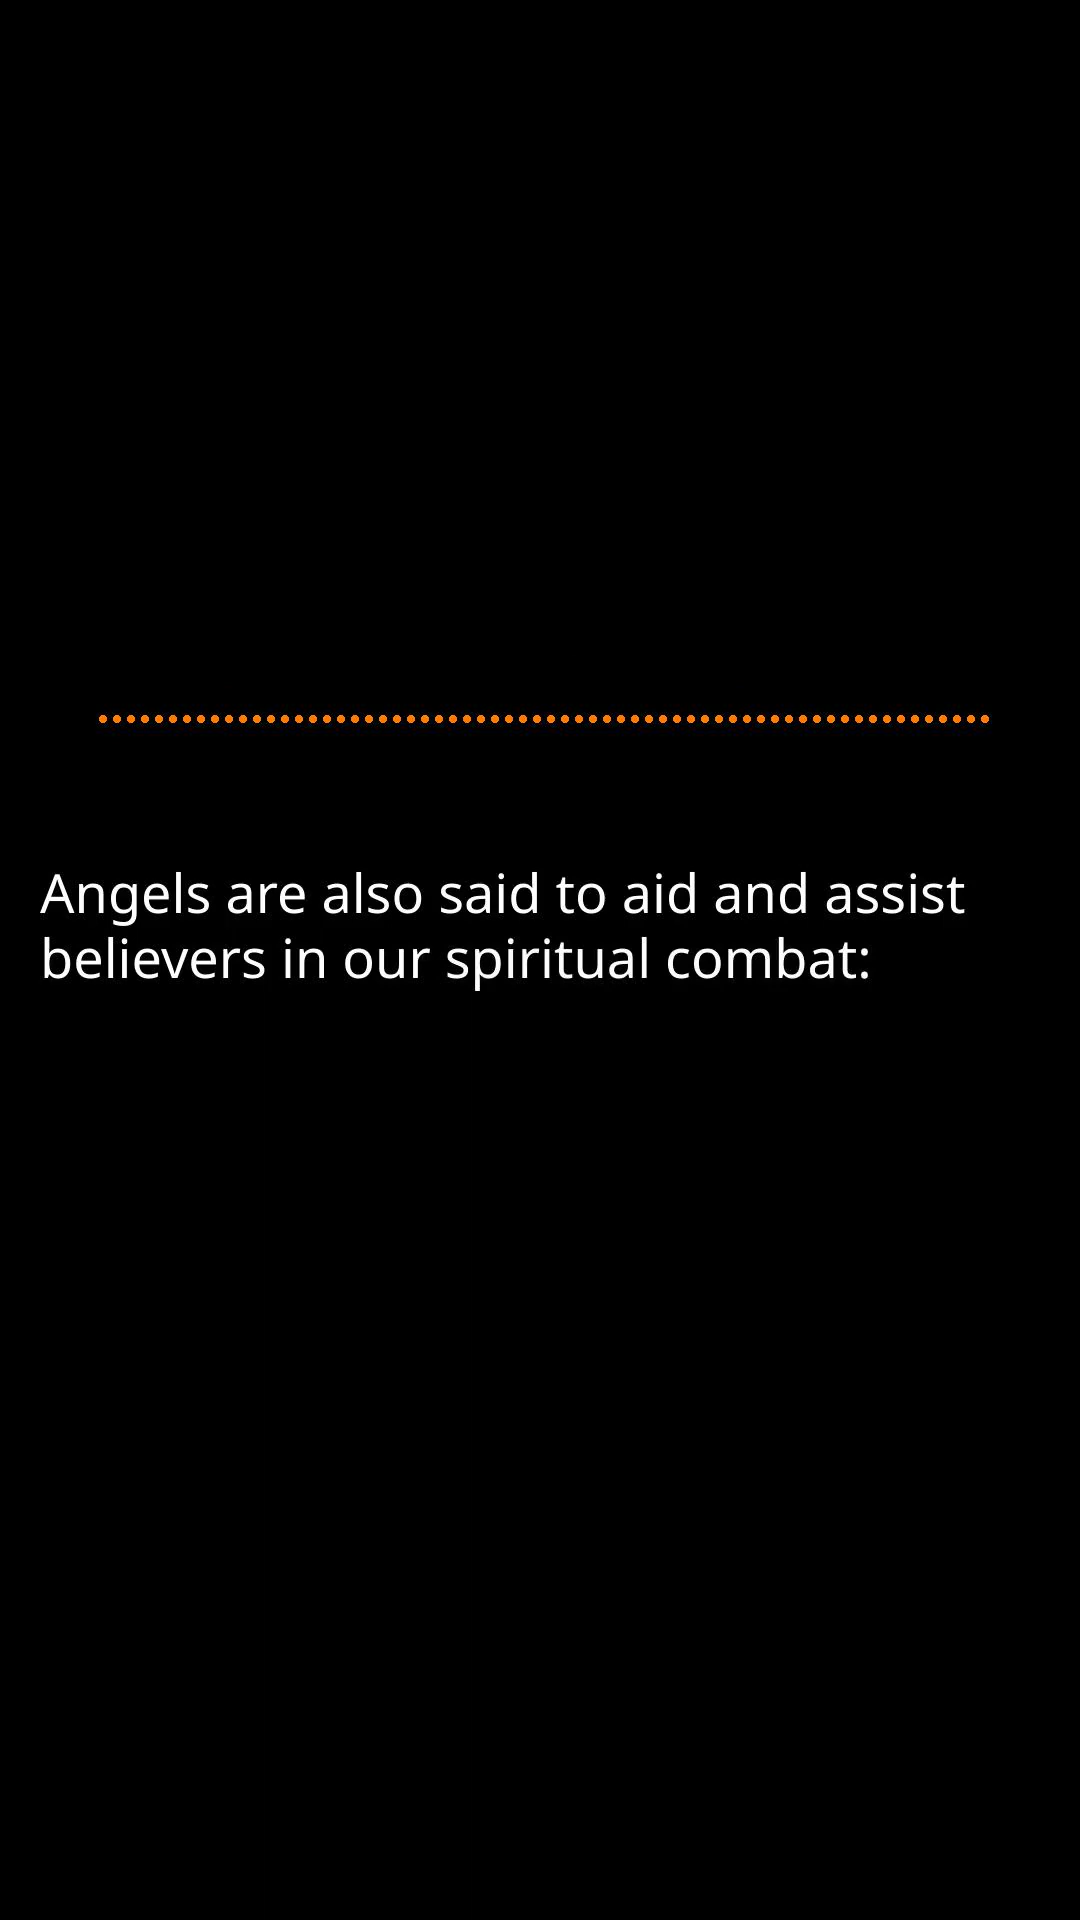 Angels are also said to aid and assist
believers in our spiritual combat: